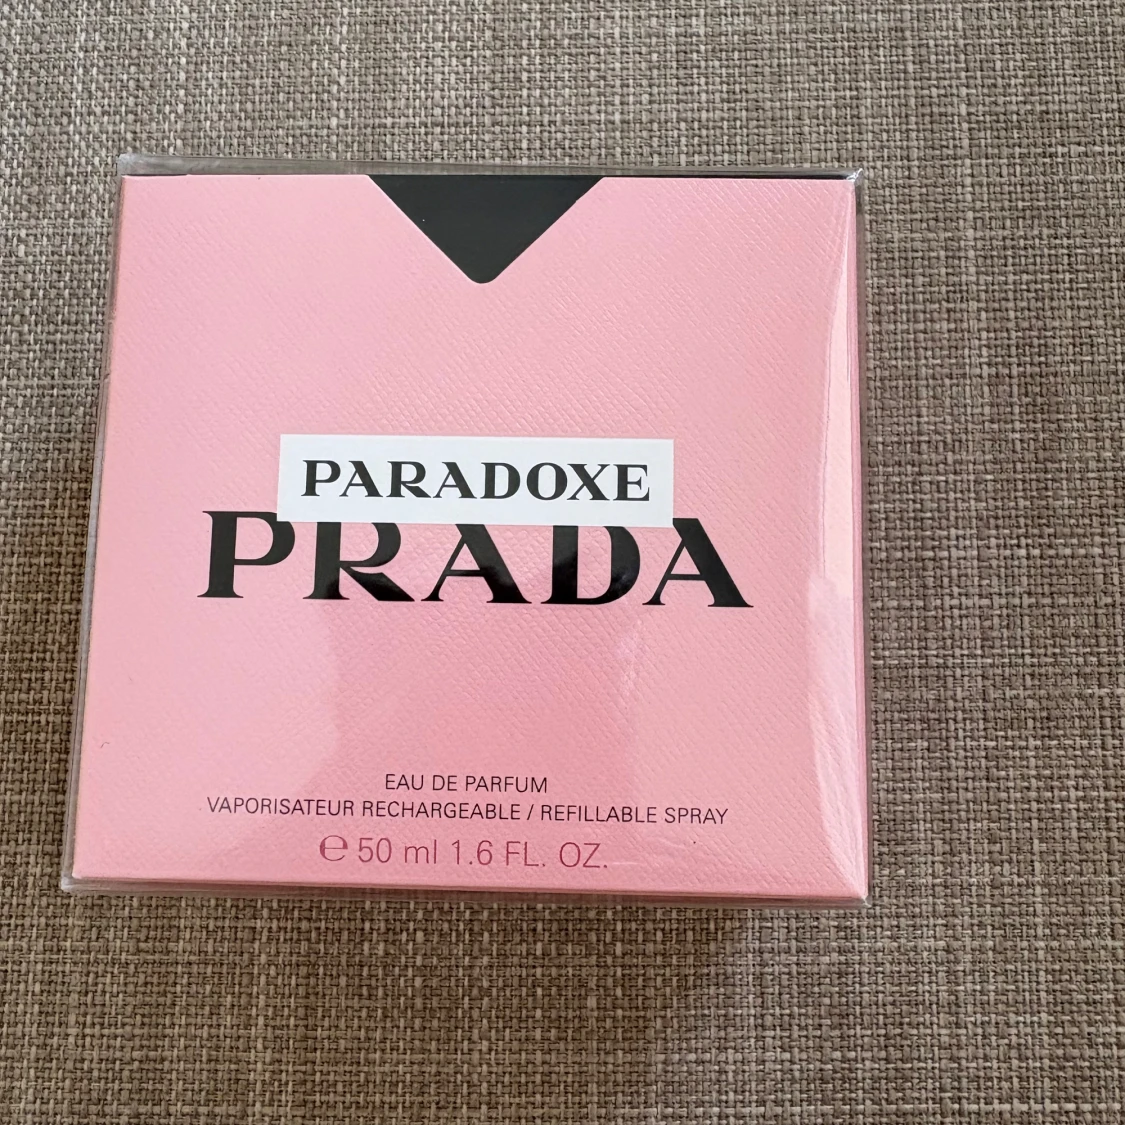 PARADOXE
PRADA
EAU DE PARFUM
VAPORISATEUR RECHARGEABLE / REFILLABLE SPRAY
℮ 50 ml 1.6 FL. OZ.